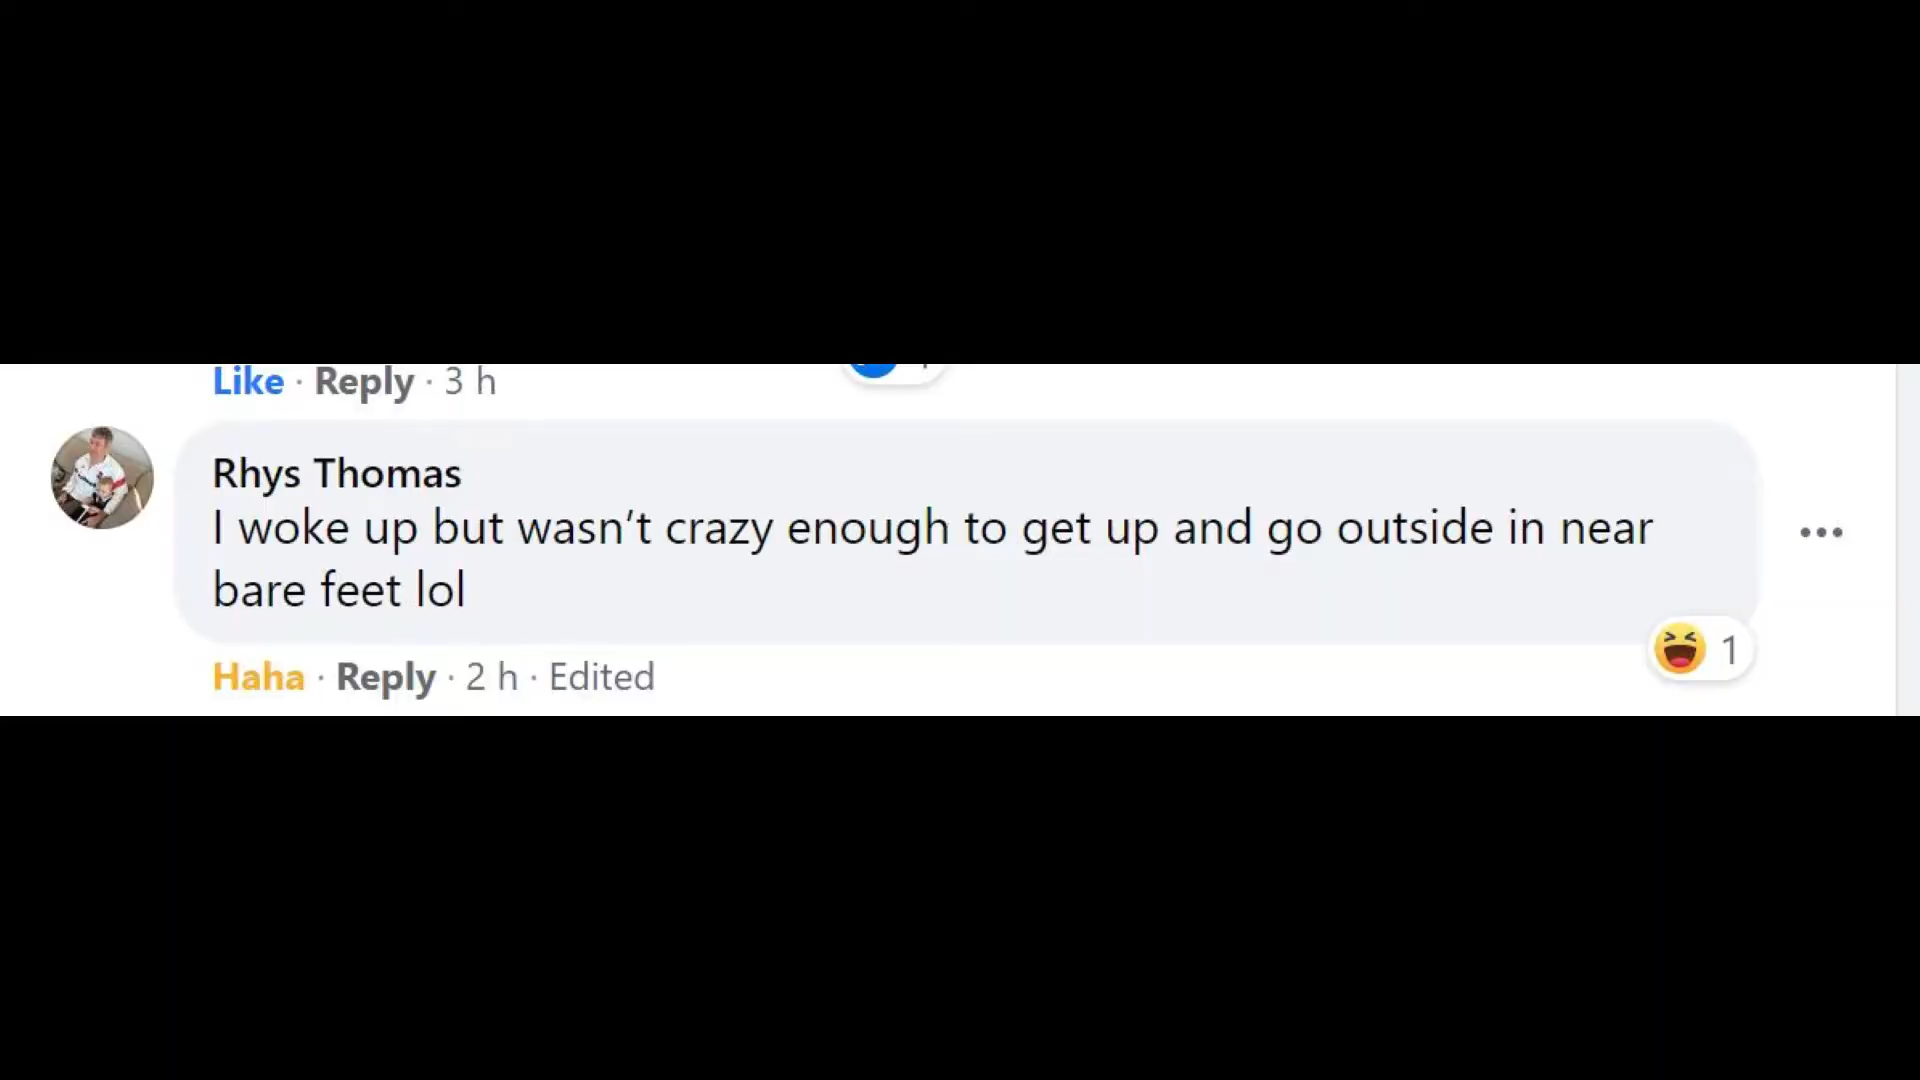 Like · Reply · 3 h
Rhys Thomas
I woke up but wasn’t crazy enough to get up and go outside in near
bare feet lol
1
Haha · Reply · 2 h · Edited